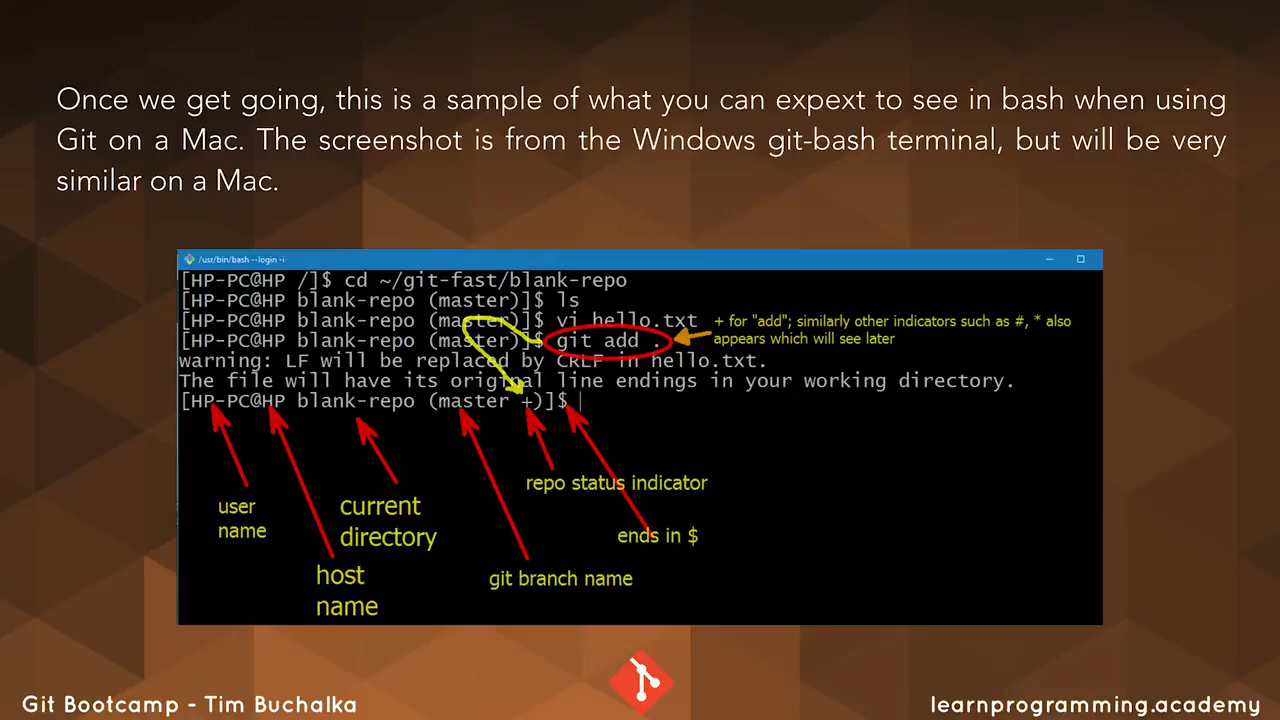 Once we get going, this is a sample of what you can expext to see in bash when using
Git on a Mac. The screenshot is from the Windows git-bash terminal, but will be very
similar on a Mac.
/usr/bin/bash --login -i
[HP-PC@HP /]$ cd ~/git-fast/blank-repo
[HP-PC@HP blank-repo (master)]$ ls
[HP-PC@HP blank-repo (master)]$ vi hello.txt
[HP-PC@HP blank-repo (master)]$ git add .
+ for "add"; similarly other indicators such as #, * also
appears which will see later
warning: LF will be replaced by CRLF in hello.txt.
The file will have its original line endings in your working directory.
[HP-PC@HP blank-repo (master +)]$
user
name
host
name
current
directory
git branch name
repo status indicator
ends in $
Git Bootcamp - Tim Buchalka
learnprogramming.academy